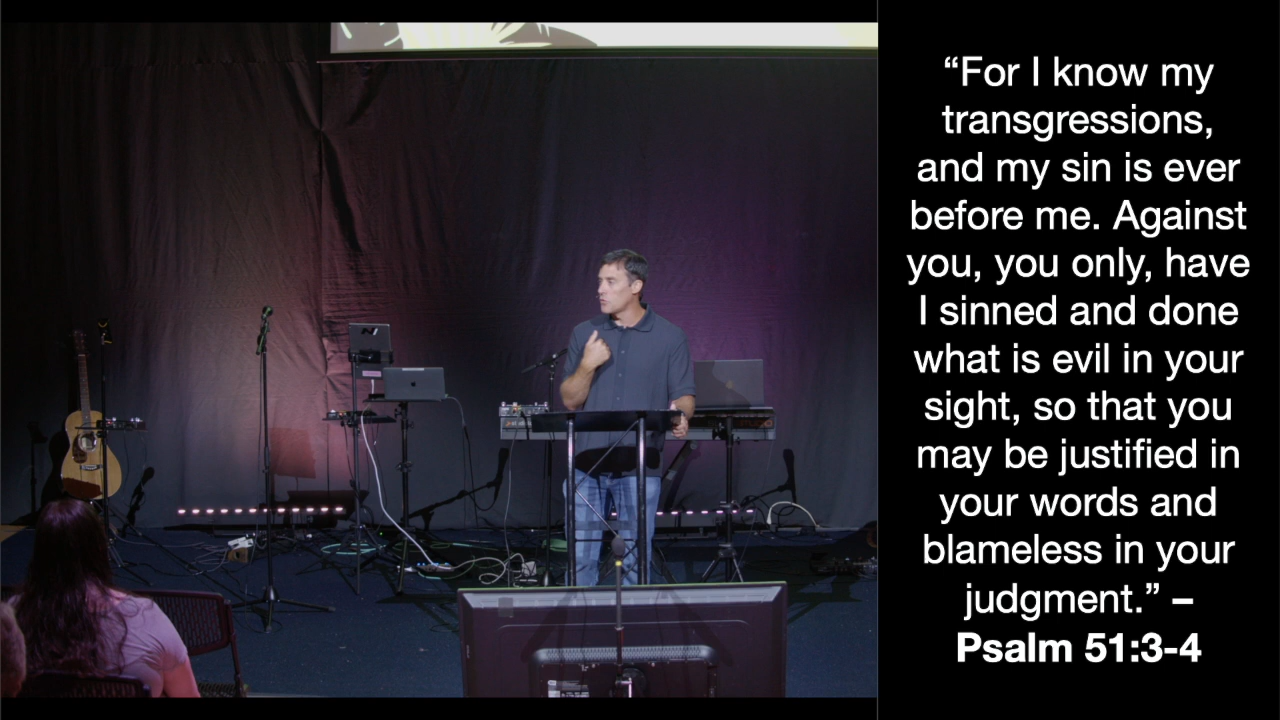 “For I know my
transgressions,
and my sin is ever
before me. Against
you, you only, have
I sinned and done
what is evil in your
sight, so that you
may be justified in
your words and
blameless in your
judgment.” –
Psalm 51:3-4